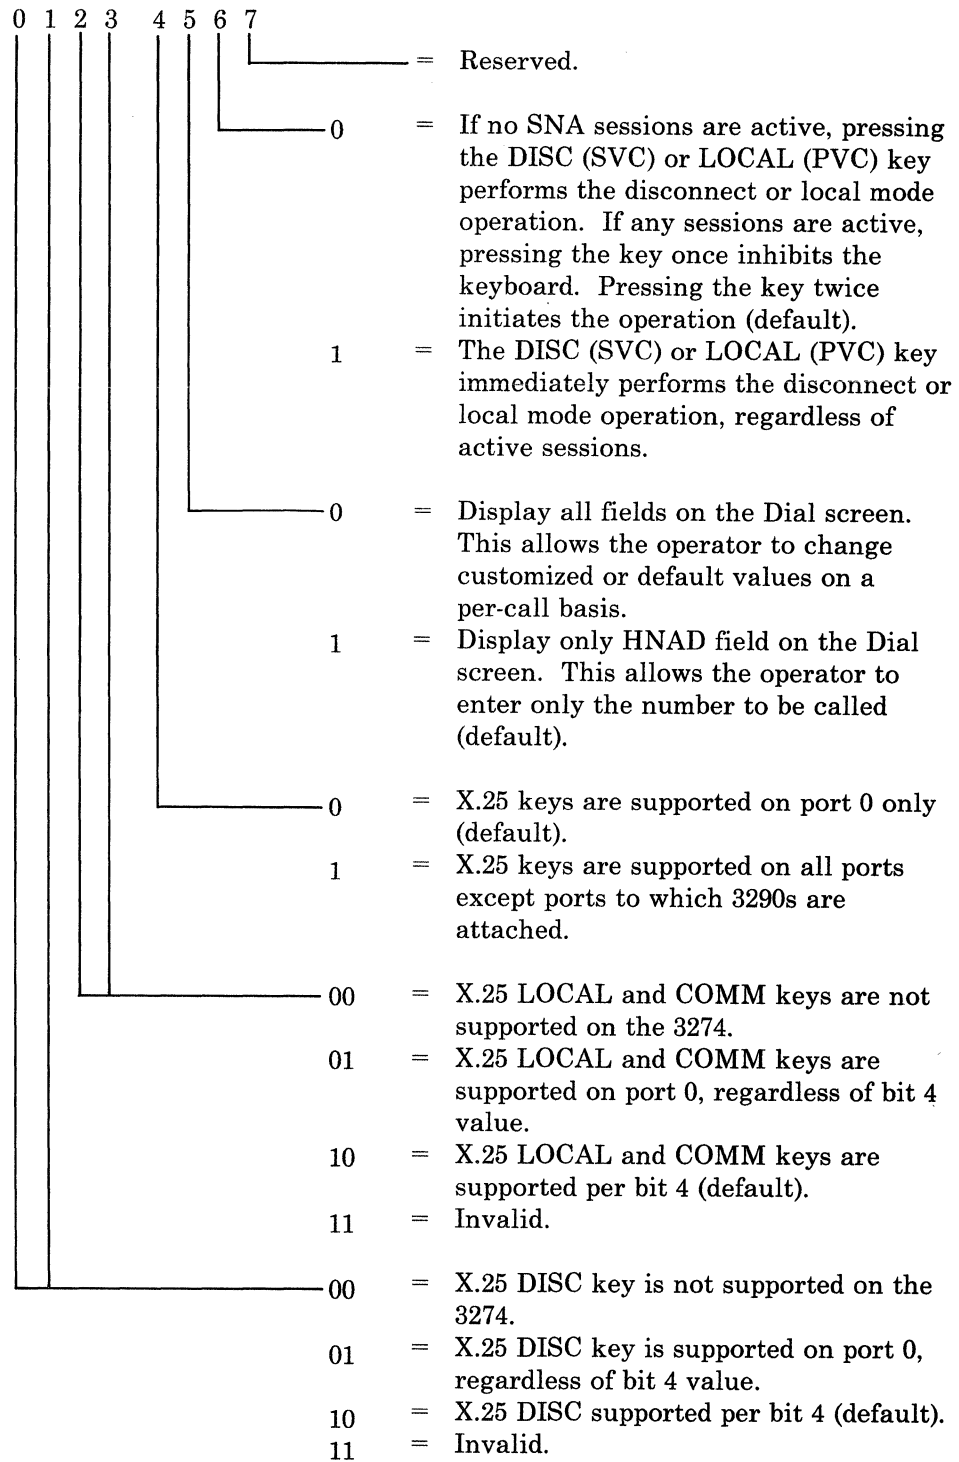 0 1 2 3 4 5 6 7
= Reserved.
0 = If no SNA sessions are active, pressing
the DISC (SVC) or LOCAL (PVC) key
performs the disconnect or local mode
operation. If any sessions are active,
pressing the key once inhibits the
keyboard. Pressing the key twice
initiates the operation (default).
1 = The DISC (SVC) or LOCAL (PVC) key
immediately performs the disconnect or
local mode operation, regardless of
active sessions.
0 = Display all fields on the Dial screen.
This allows the operator to change
customized or default values on a
per-call basis.
1 = Display only HNAD field on the Dial
screen. This allows the operator to
enter only the number to be called
(default).
0 = X.25 keys are supported on port 0 only
(default).
1 = X.25 keys are supported on all ports
except ports to which 3290s are
attached.
00 = X.25 LOCAL and COMM keys are not
supported on the 3274.
01 = X.25 LOCAL and COMM keys are
supported on port 0, regardless of bit 4
value.
10 = X.25 LOCAL and COMM keys are
supported per bit 4 (default).
11 = Invalid.
00 = X.25 DISC key is not supported on the
3274.
01 = X.25 DISC key is supported on port 0,
regardless of bit 4 value.
10 = X.25 DISC supported per bit 4 (default).
11 = Invalid.